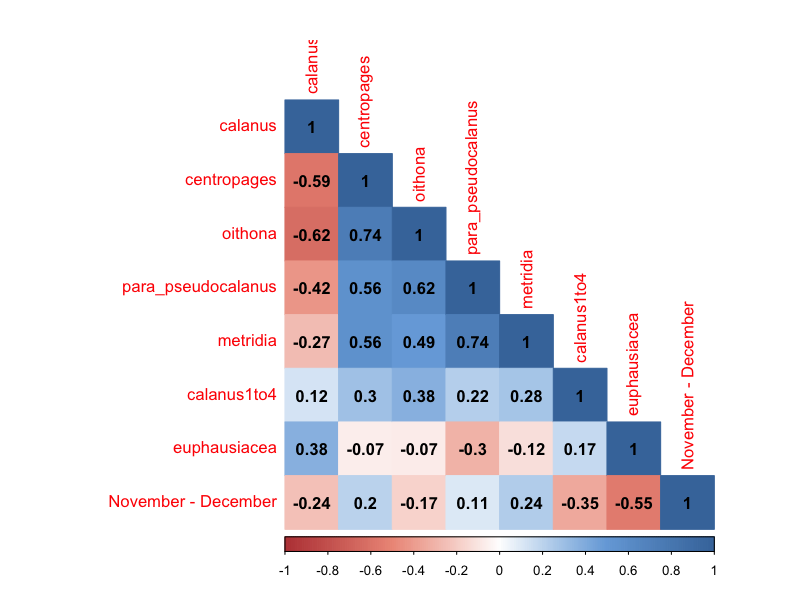 calanus
centropages
oithona
para_pseudocalanus
metridia
calanus1to4
euphausiacea
November - December
calanus 1
centropages -0.59 1
oithona -0.62 0.74 1
para_pseudocalanus -0.42 0.56 0.62 1
metridia -0.27 0.56 0.49 0.74 1
calanus1to4 0.12 0.3 0.38 0.22 0.28 1
euphausiacea 0.38 -0.07 -0.07 -0.3 -0.12 0.17 1
November - December -0.24 0.2 -0.17 0.11 0.24 -0.35 -0.55 1
-1 -0.8 -0.6 -0.4 -0.2 0 0.2 0.4 0.6 0.8 1